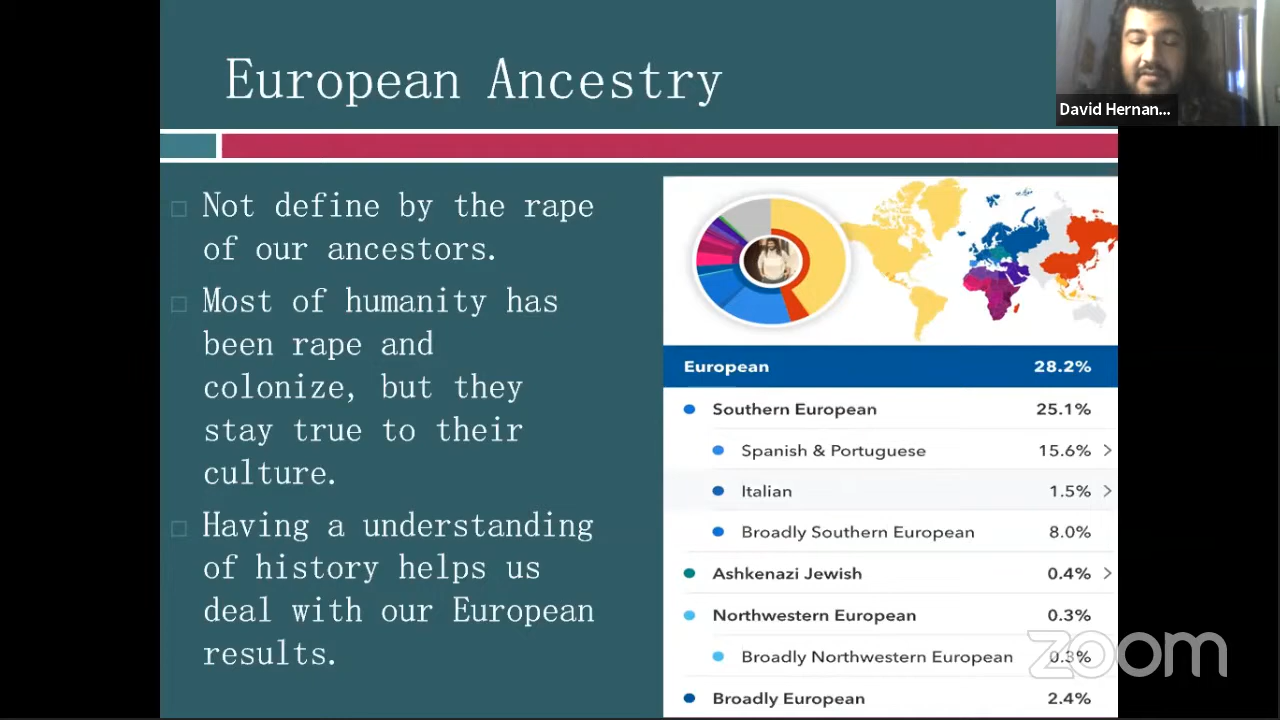 European Ancestry
David Hernan...
Not define by the rape
of our ancestors.
Most of humanity has
been rape and
colonize, but they
stay true to their
culture.
Having a understanding
of history helps us
deal with our European
results.
European 28.2%
Southern European 25.1%
Spanish & Portuguese 15.6%
Italian 1.5%
Broadly Southern European 8.0%
Ashkenazi Jewish 0.4%
Northwestern European 0.3%
Broadly Northwestern European 0.3%
Broadly European 2.4%
zoom